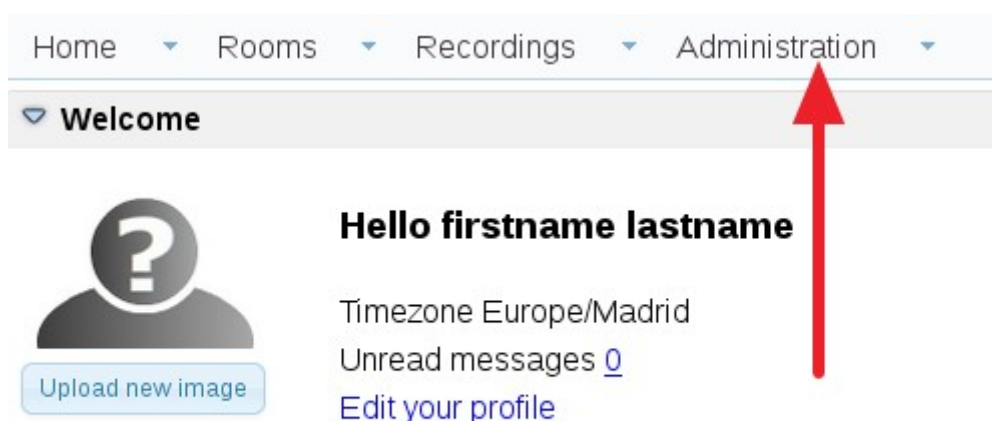 Home Rooms Recordings Administration
Welcome
Hello firstname lastname
Timezone Europe/Madrid
Unread messages 0
Upload new image
Edit your profile